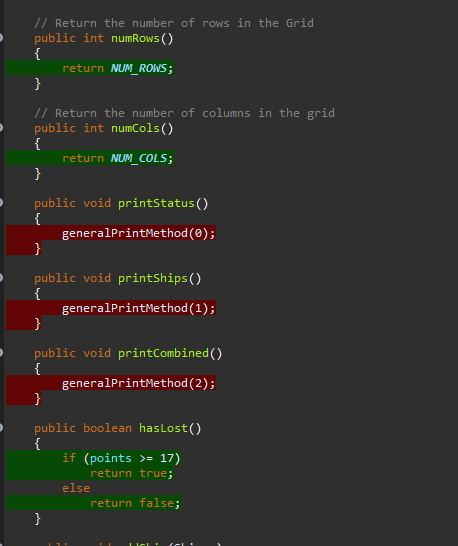 // Return the number of rows in the Grid
public int numRows()
{
return NUM_ROWS;
}
// Return the number of columns in the grid
public int numCols()
{
return NUM_COLS;
}
public void printStatus()
{
generalPrintMethod(0);
}
public void printShips()
{
generalPrintMethod(1);
}
public void printCombined()
{
generalPrintMethod(2);
}
public boolean hasLost()
{
if (points >= 17)
return true;
else
return false;
}